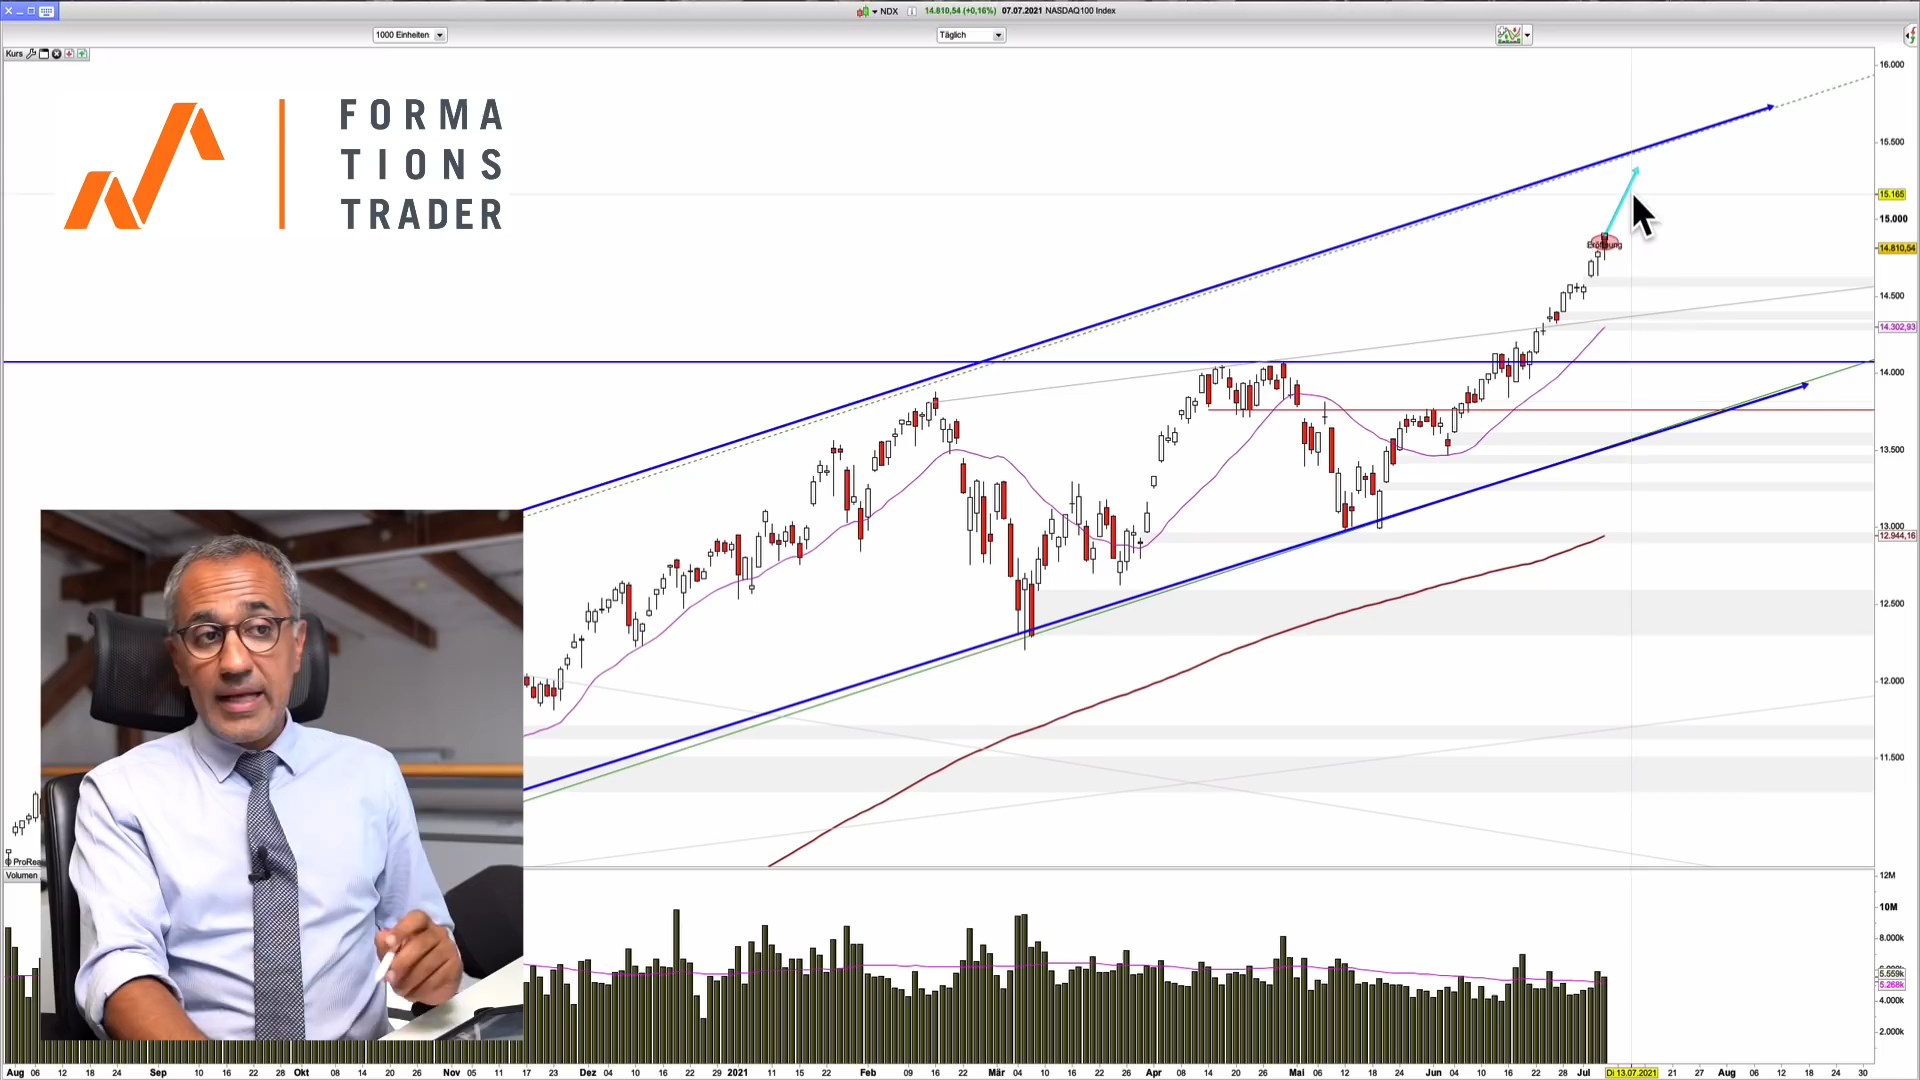 NDX 14.810,54 (+0,16%) 07.07.2021 NASDAQ100 Index
1000 Einheiten
Täglich
Kurs
FORMA
TIONS
TRADER
16.000
15.500
15.165
15.000
Eröffnung
14.810,54
14.500
14.302,93
14.000
13.500
13.000
12.944,16
12.500
12.000
11.500
© ProRea
Volumen
12M
10M
8.000k
5.559k
5.268k
4.000k
2.000k
Aug 06 12 18 24 Sep 10 16 22 28 Okt 08 14 20 26 Nov 05 11 17 23 Dez 04 10 16 22 29 2021 11 15 22 28 Feb 09 16 22 Mär 04 10 16 22 26 Apr 08 14 20 26 Mai 06 12 18 24 Jun 04 10 16 22 28 Jul Di 13.07.2021 15 21 27 Aug 06 12 18 24 30